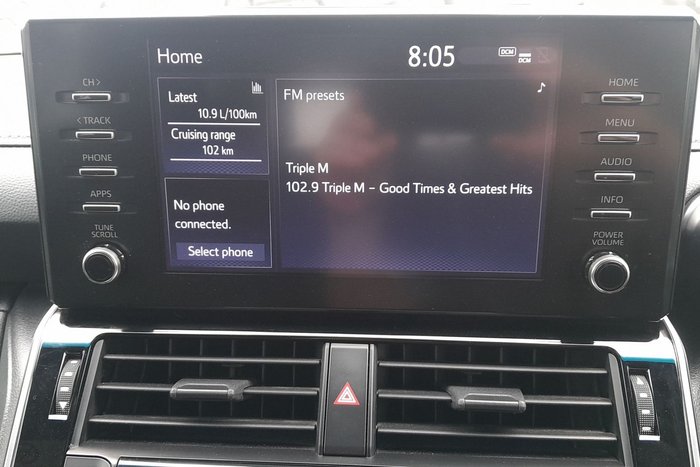 Home
8:05
DCM
DCM
Latest
10.9 L/100km
Cruising range
102 km
No phone
connected.
Select phone
FM presets
Triple M
102.9 Triple M – Good Times & Greatest Hits
CH >
< TRACK
PHONE
APPS
TUNE
SCROLL
HOME
MENU
AUDIO
INFO
POWER
VOLUME